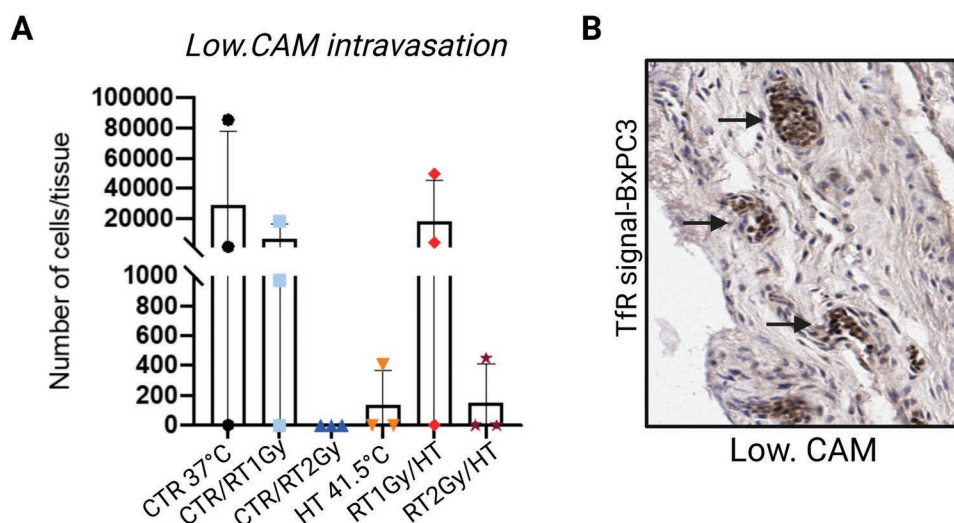 A
Low.CAM intravasation
Number of cells/tissue
100000
80000
60000
40000
20000
1000
800
600
400
200
0
CTR 37°C
CTR/RT1Gy
CTR/RT2Gy
HT 41.5°C
RT1Gy/HT
RT2Gy/HT
B
TfR signal-BxPC3
Low. CAM